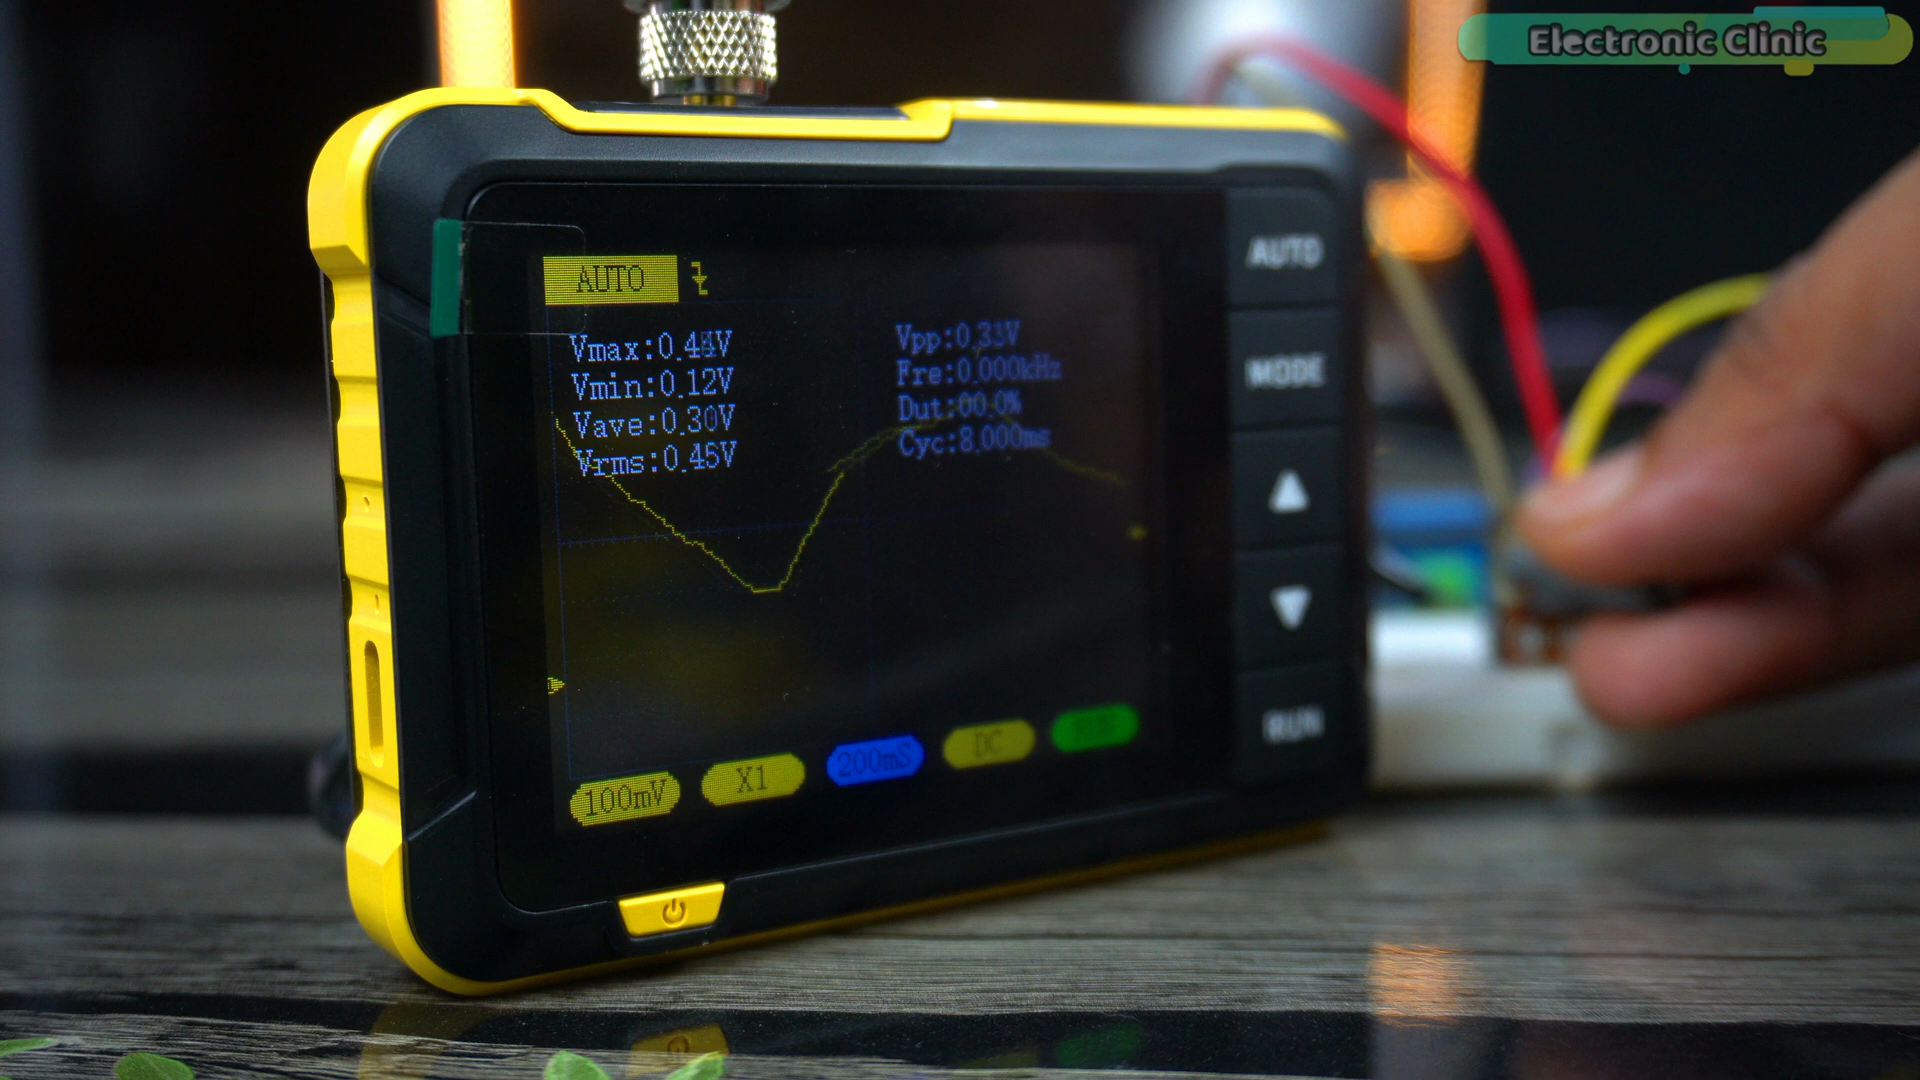 Electronic Clinic
AUTO
Vmax:0.44V
Vmin:0.12V
Vave:0.30V
Vrms:0.45V
Vpp:0.33V
Fre:0.000kHz
Dut:00.0%
Cyc:8.000ms
100mV
X1
200mS
DC
AUTO
MODE
RUN